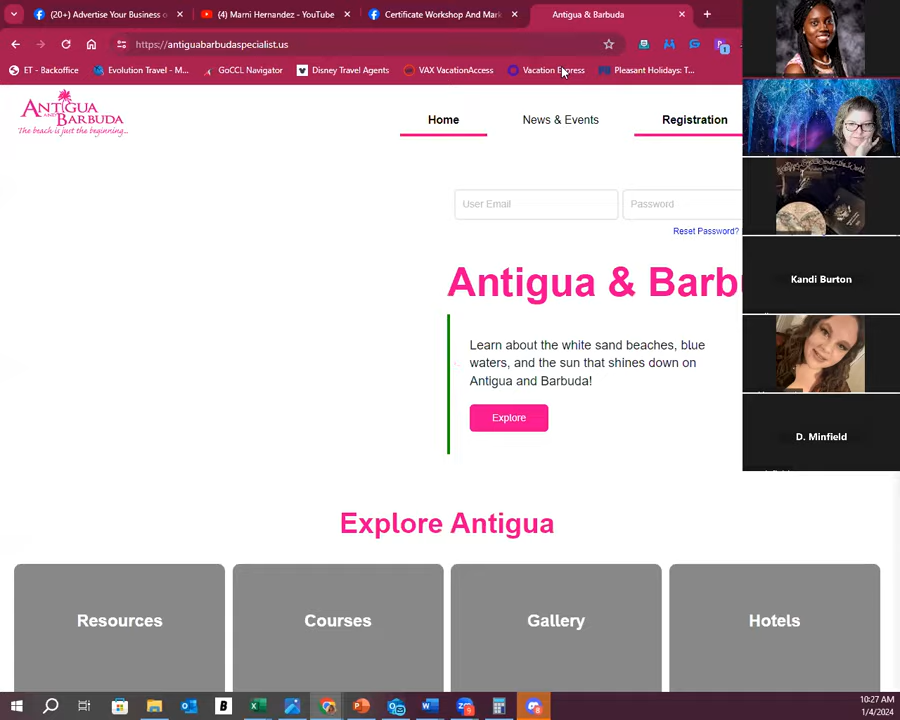 (20+) Advertise Your Business o
(4) Marni Hernandez - YouTube
Certificate Workshop And Mark
Antigua & Barbuda
https://antiguabarbudaspecialist.us
ET - Backoffice
Evolution Travel - M...
GoCCL Navigator
Disney Travel Agents
VAX VacationAccess
Vacation Express
Pleasant Holidays: T...
ANTIGUA
AND BARBUDA
The beach is just the beginning...
Home
News & Events
Registration
User Email
Password
Reset Password?
Antigua & Barb
Learn about the white sand beaches, blue
waters, and the sun that shines down on
Antigua and Barbuda!
Explore
Explore Antigua
Resources
Courses
Gallery
Hotels
Kandi Burton
D. Minfield
10:27 AM
1/4/2024